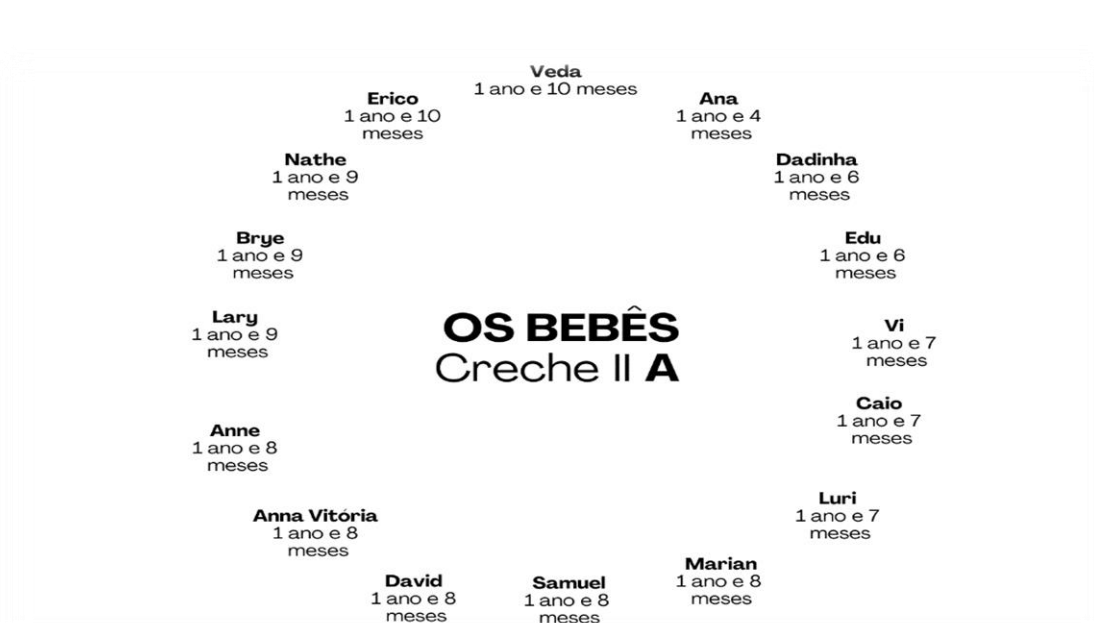 Veda
1 ano e 10 meses
Erico
1 ano e 10
meses
Ana
1 ano e 4
meses
Nathe
1 ano e 9
meses
Dadinha
1 ano e 6
meses
Brye
1 ano e 9
meses
Edu
1 ano e 6
meses
Lary
1 ano e 9
meses
OS BEBÊS
Creche II A
Vi
1 ano e 7
meses
Caio
1 ano e 7
meses
Anne
1 ano e 8
meses
Luri
1 ano e 7
meses
Anna Vitória
1 ano e 8
meses
Marian
1 ano e 8
meses
David
1 ano e 8
meses
Samuel
1 ano e 8
meses